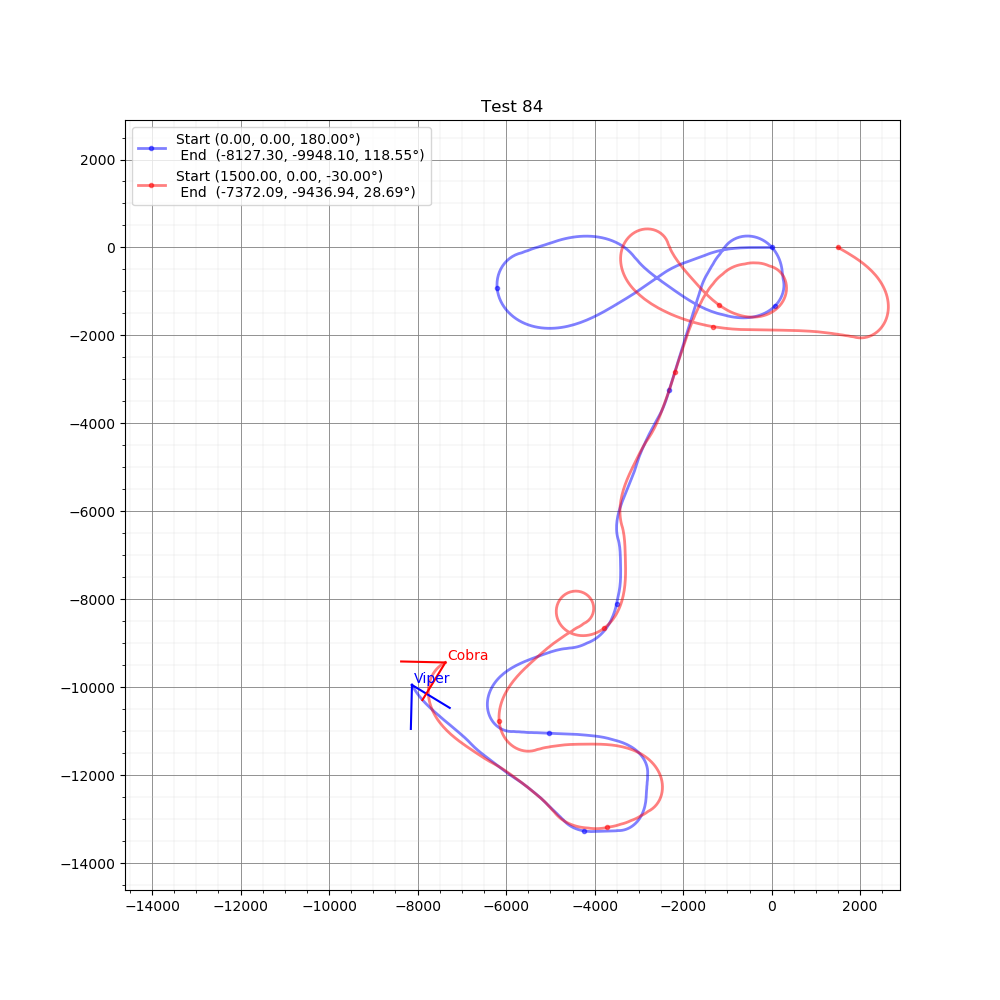 Test 84
Start (0.00, 0.00, 180.00°)
End (-8127.30, -9948.10, 118.55°)
Start (1500.00, 0.00, -30.00°)
End (-7372.09, -9436.94, 28.69°)
2000
0
−2000
−4000
−6000
−8000
Cobra
Viper
−10000
−12000
−14000
−14000 −12000 −10000 −8000 −6000 −4000 −2000 0 2000